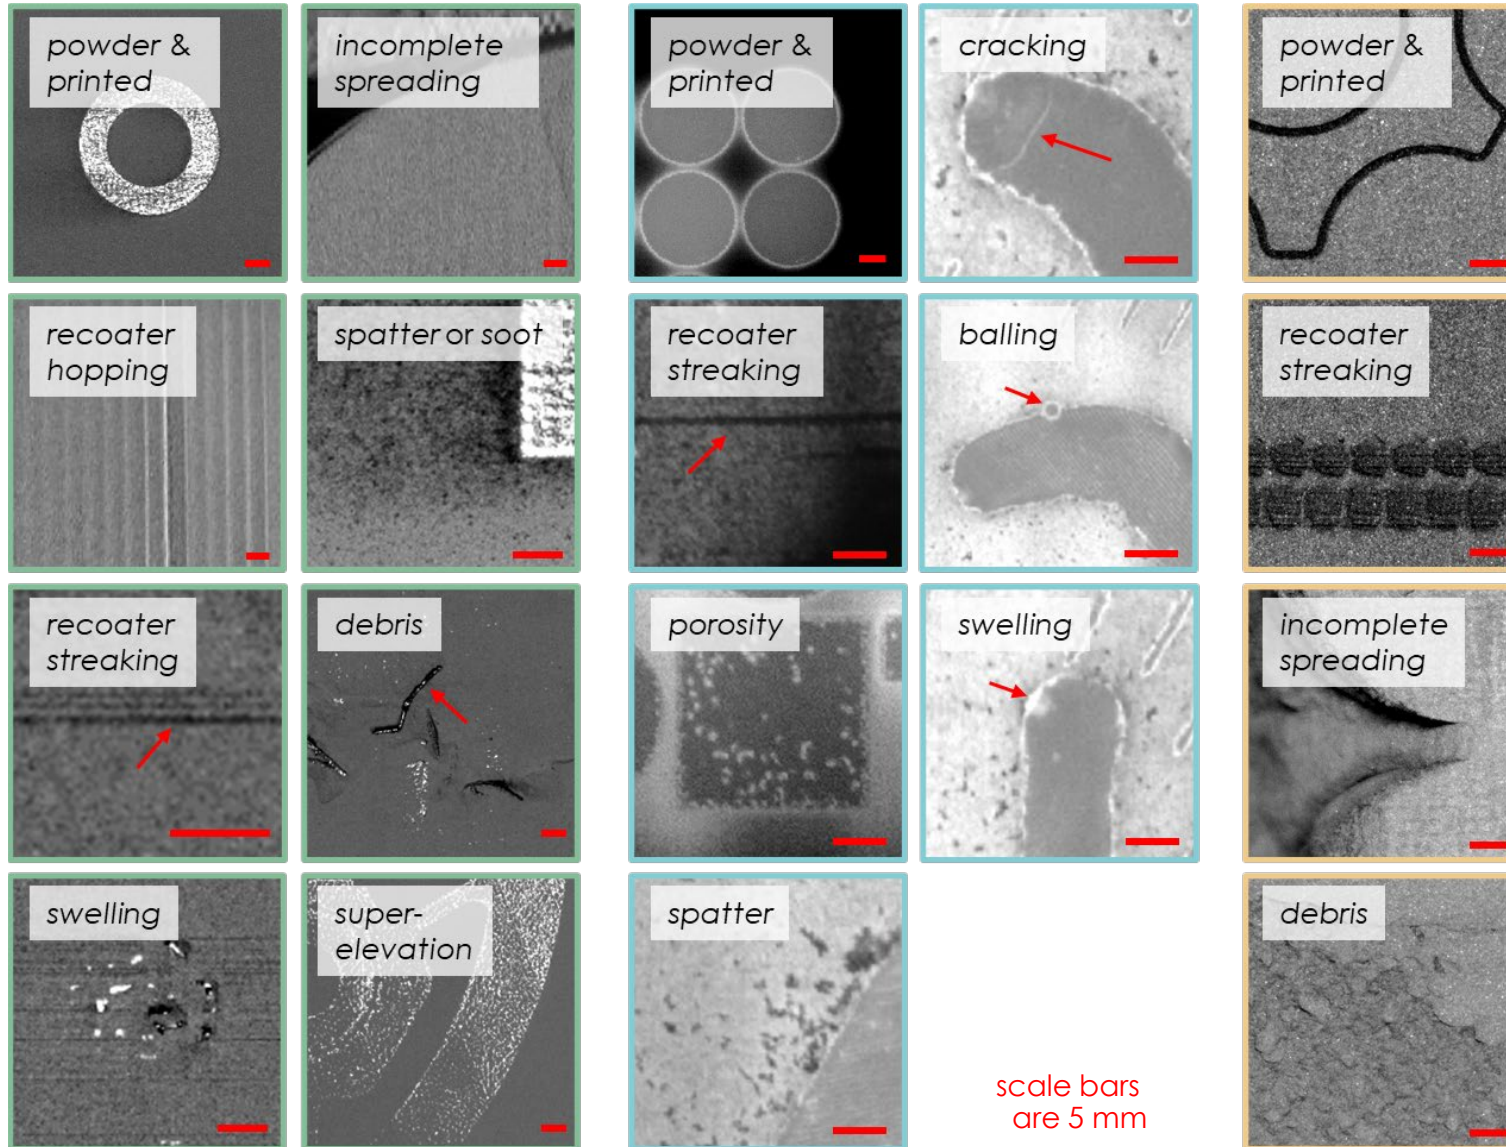 powder &
printed
incomplete
spreading
powder &
printed
cracking
powder &
printed
recoater
hopping
spatter or soot
recoater
streaking
balling
recoater
streaking
recoater
streaking
debris
porosity
swelling
incomplete
spreading
swelling
super-
elevation
spatter
debris
scale bars
are 5 mm